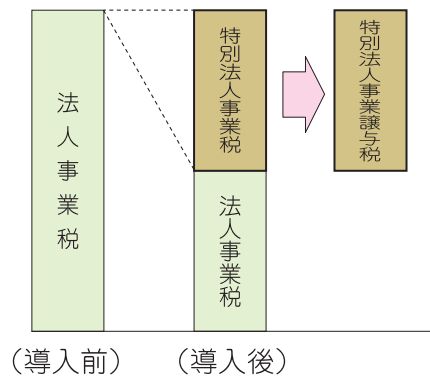 法人事業税
特別法人事業税
法人事業税
特別法人事業譲与税
（導入前）
（導入後）